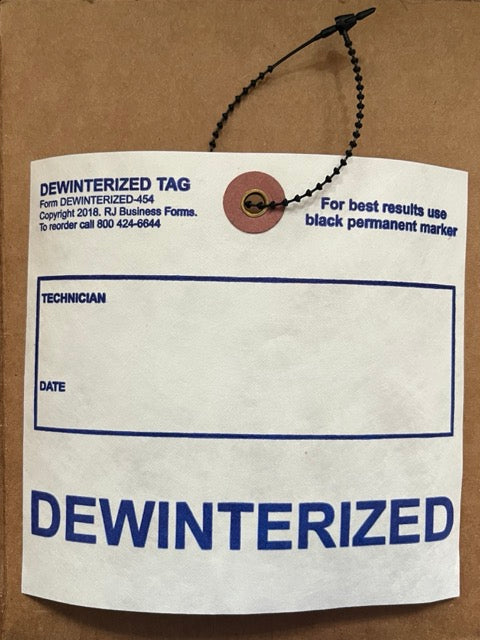 DEWINTERIZED TAG
Form DEWINTERIZED-454
Copyright 2018. RJ Business Forms.
To reorder call 800 424-6644
For best results use
black permanent marker
TECHNICIAN
DATE
DEWINTERIZED